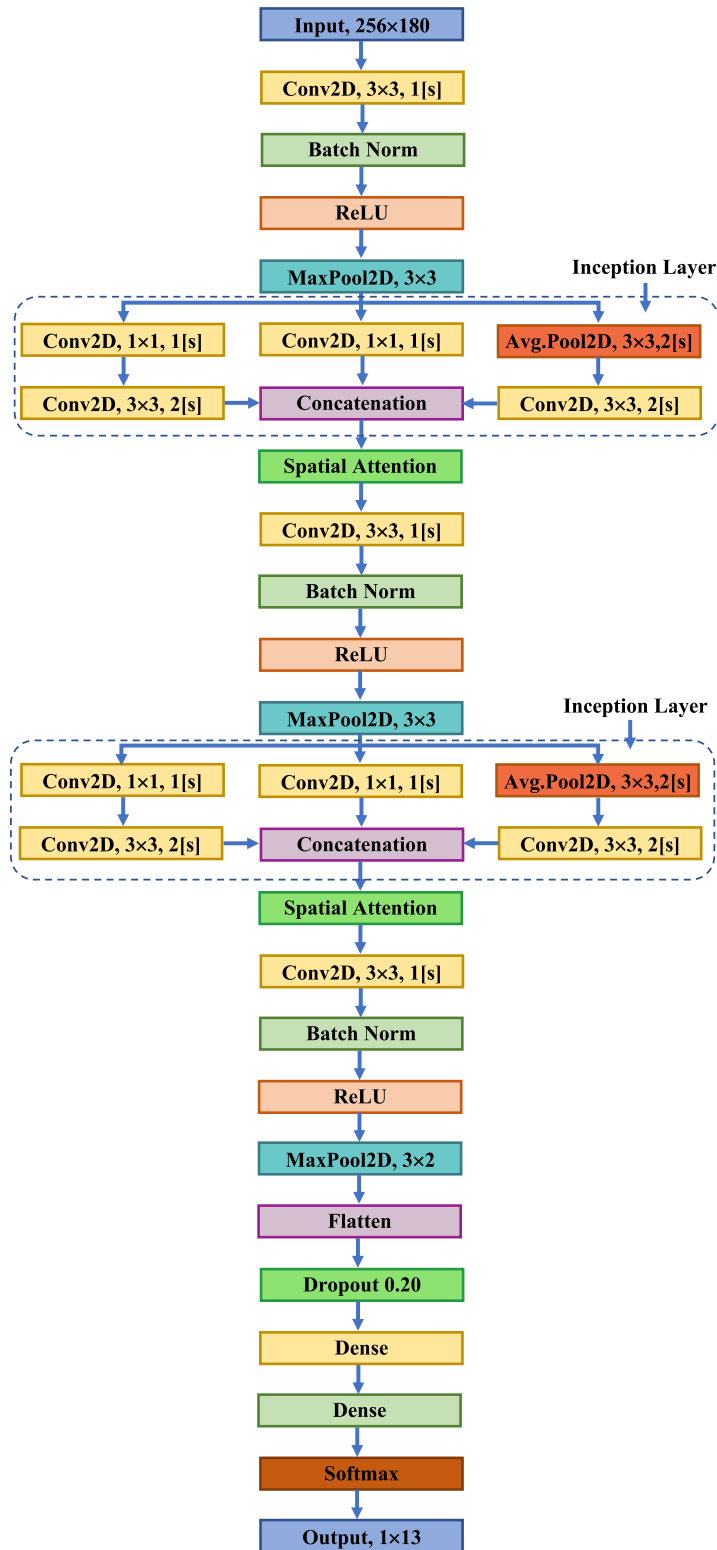 Input, 256×180
Conv2D, 3×3, 1[s]
Batch Norm
ReLU
MaxPool2D, 3×3
Inception Layer
Conv2D, 1×1, 1[s]
Conv2D, 1×1, 1[s]
Avg.Pool2D, 3×3,2[s]
Conv2D, 3×3, 2[s]
Concatenation
Conv2D, 3×3, 2[s]
Spatial Attention
Conv2D, 3×3, 1[s]
Batch Norm
ReLU
MaxPool2D, 3×3
Inception Layer
Conv2D, 1×1, 1[s]
Conv2D, 1×1, 1[s]
Avg.Pool2D, 3×3,2[s]
Conv2D, 3×3, 2[s]
Concatenation
Conv2D, 3×3, 2[s]
Spatial Attention
Conv2D, 3×3, 1[s]
Batch Norm
ReLU
MaxPool2D, 3×2
Flatten
Dropout 0.20
Dense
Dense
Softmax
Output, 1×13